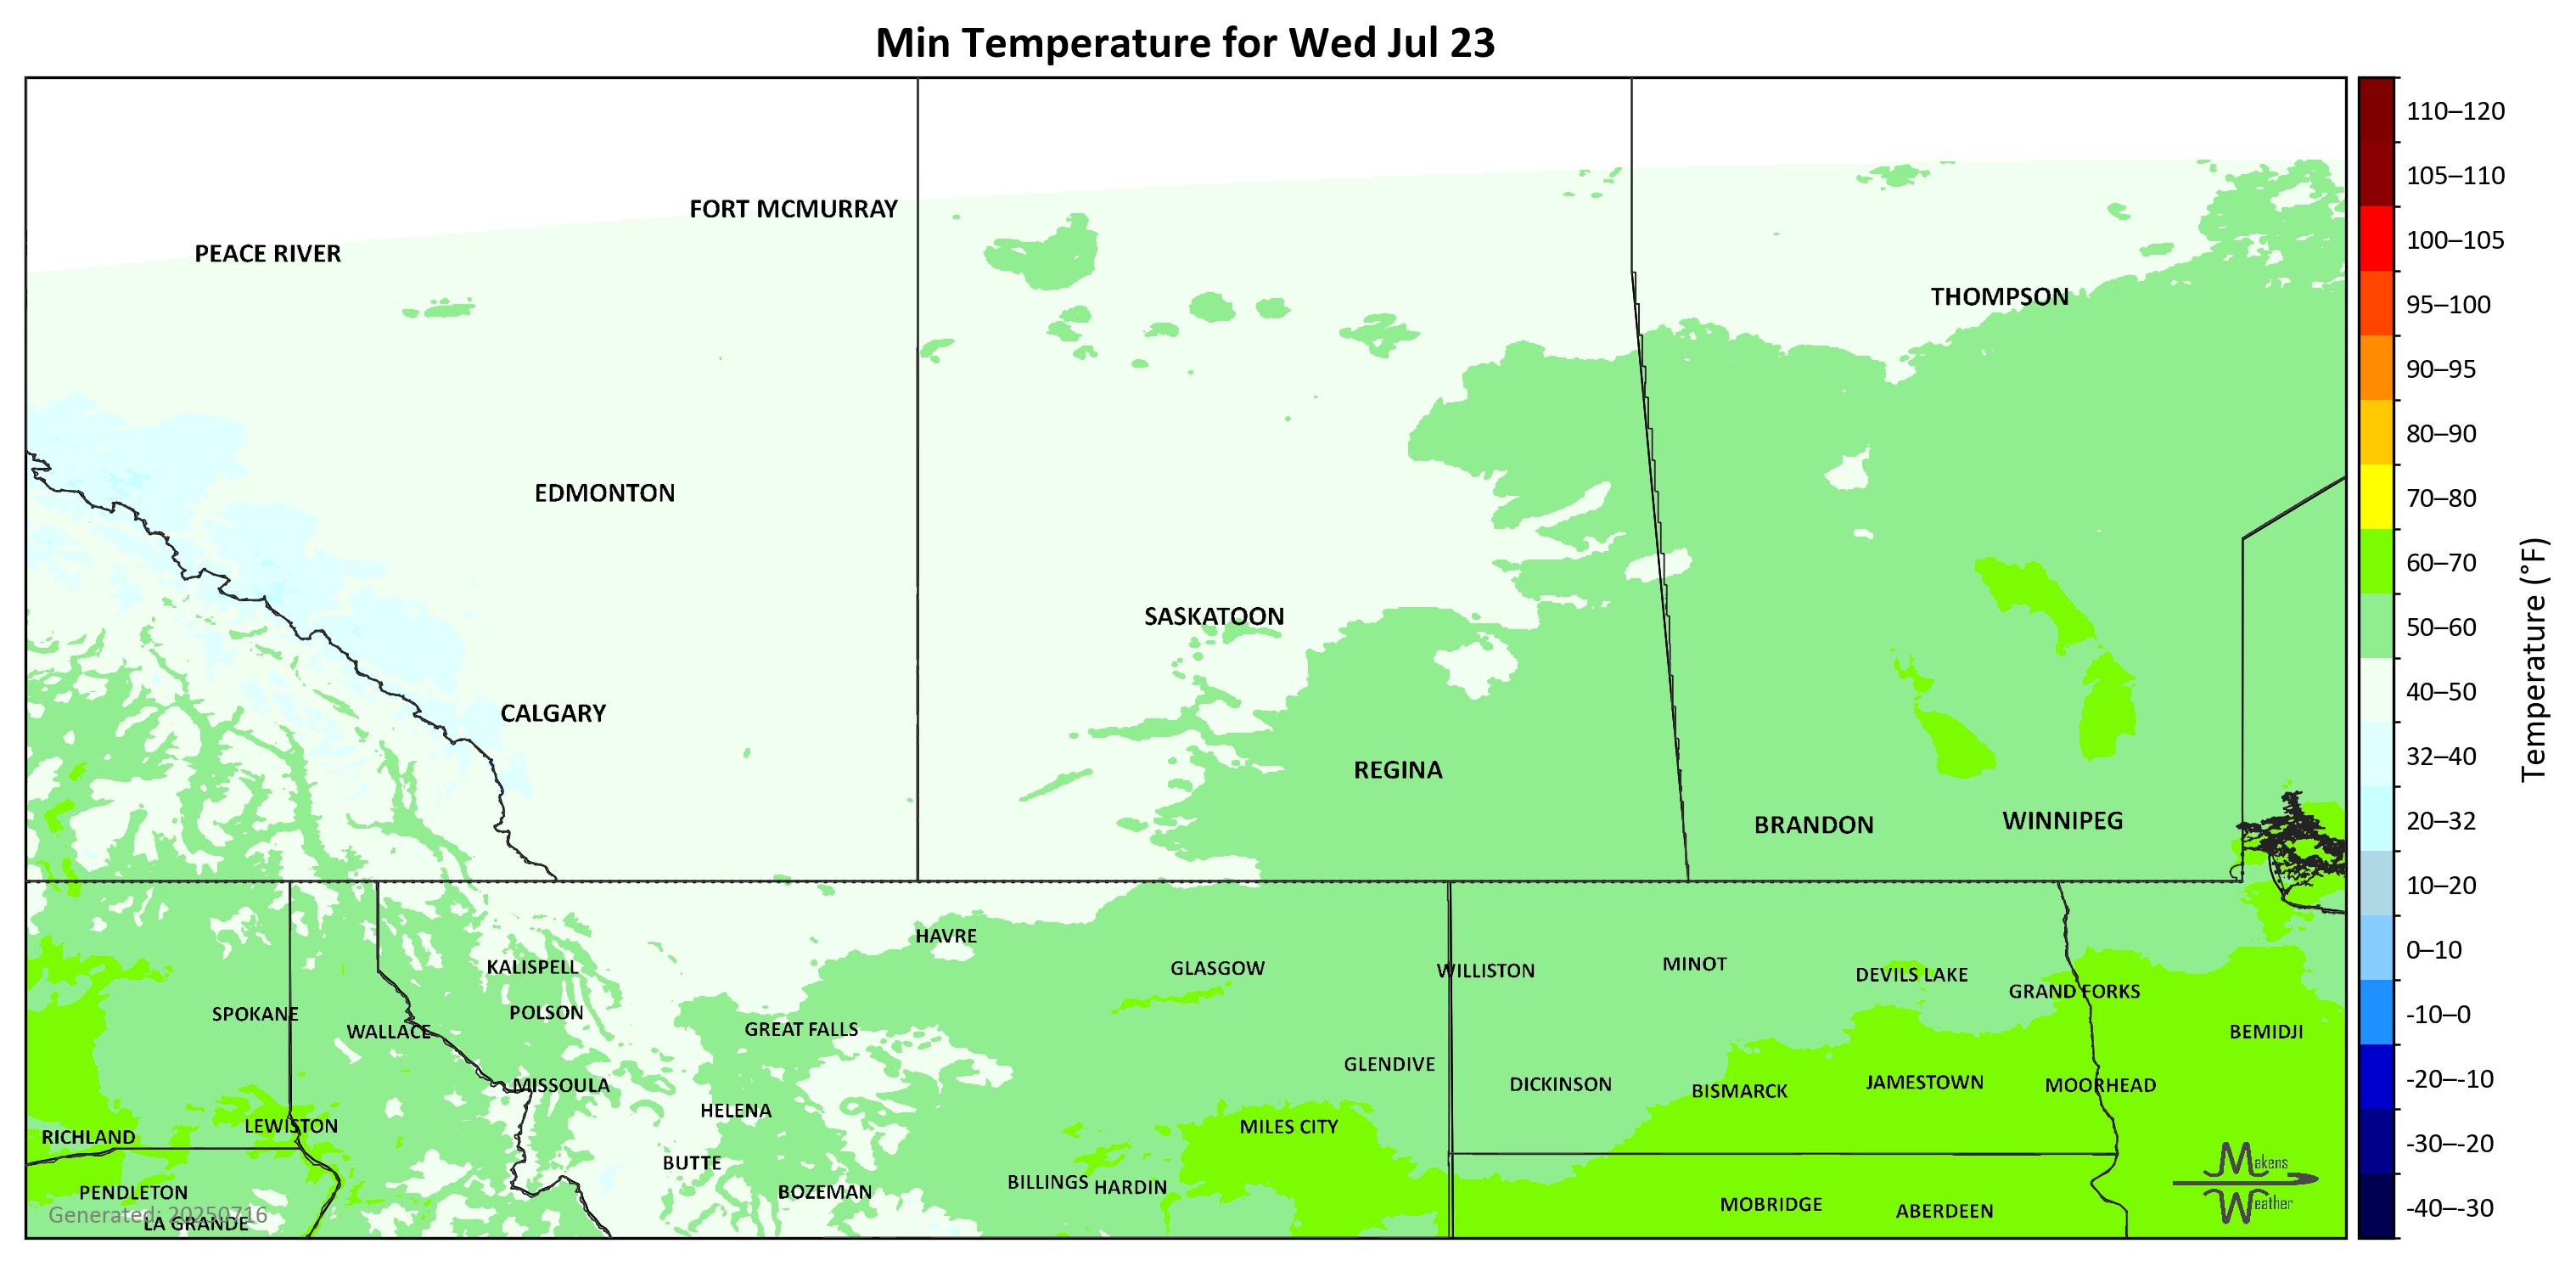 Min Temperature for Wed Jul 23
110–120
105–110
FORT MCMURRAY
100–105
PEACE RIVER
THOMPSON
95–100
90–95
80–90
EDMONTON
70–80
60–70
SASKATOON
50–60
Temperature (°F)
40–50
CALGARY
32–40
REGINA
BRANDON
WINNIPEG
20–32
10–20
HAVRE
0–10
KALISPELL
GLASGOW
WILLISTON
MINOT
DEVILS LAKE
GRAND FORKS
SPOKANE
POLSON
-10–0
WALLACE
GREAT FALLS
BEMIDJI
GLENDIVE
MISSOULA
DICKINSON
BISMARCK
JAMESTOWN
MOORHEAD
-20–-10
HELENA
LEWISTON
MILES CITY
RICHLAND
-30–-20
BUTTE
Makens
Weather
PENDLETON
BOZEMAN
BILLINGS
HARDIN
MOBRIDGE
ABERDEEN
-40–-30
Generated: 20250716
LA GRANDE